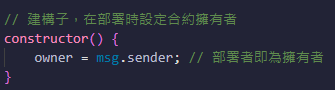 // 建構子，在部署時設定合約擁有者
constructor() {
    owner = msg.sender; // 部署者即為擁有者
}